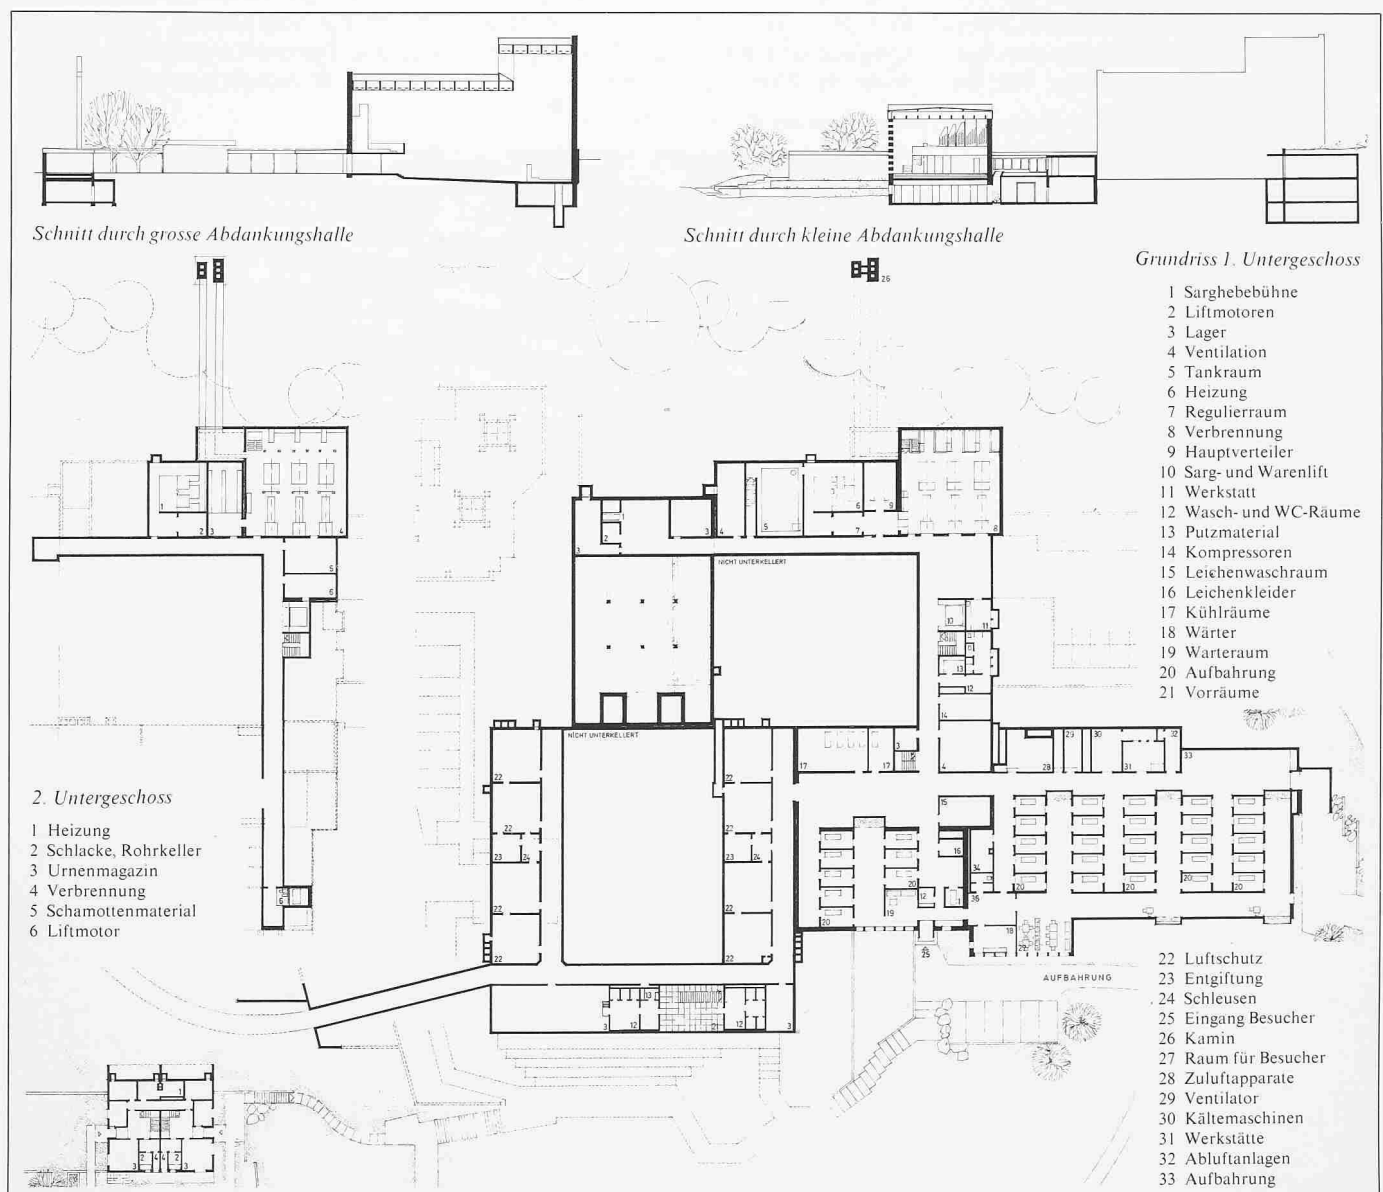 Schnitt durch grosse Abdankungshalle
Schnitt durch kleine Abdankungshalle
Grundriss 1. Untergeschoss
1 Sarghebebühne
2 Liftmotoren
3 Lager
4 Ventilation
5 Tankraum
6 Heizung
7 Regulierraum
8 Verbrennung
9 Hauptverteiler
10 Sarg- und Warenlift
11 Werkstatt
12 Wasch- und WC-Räume
13 Putzmaterial
14 Kompressoren
15 Leichenwaschraum
16 Leichenkleider
17 Kühlräume
18 Wärter
19 Warteraum
20 Aufbahrung
21 Vorräume
NICHT UNTERKELLERT
NICHT UNTERKELLERT
2. Untergeschoss
1 Heizung
2 Schlacke, Rohrkeller
3 Urnenmagazin
4 Verbrennung
5 Schamottenmaterial
6 Liftmotor
AUFBAHRUNG
22 Luftschutz
23 Entgiftung
24 Schleusen
25 Eingang Besucher
26 Kamin
27 Raum für Besucher
28 Zuluftapparate
29 Ventilator
30 Kältemaschinen
31 Werkstätte
32 Abluftanlagen
33 Aufbahrung